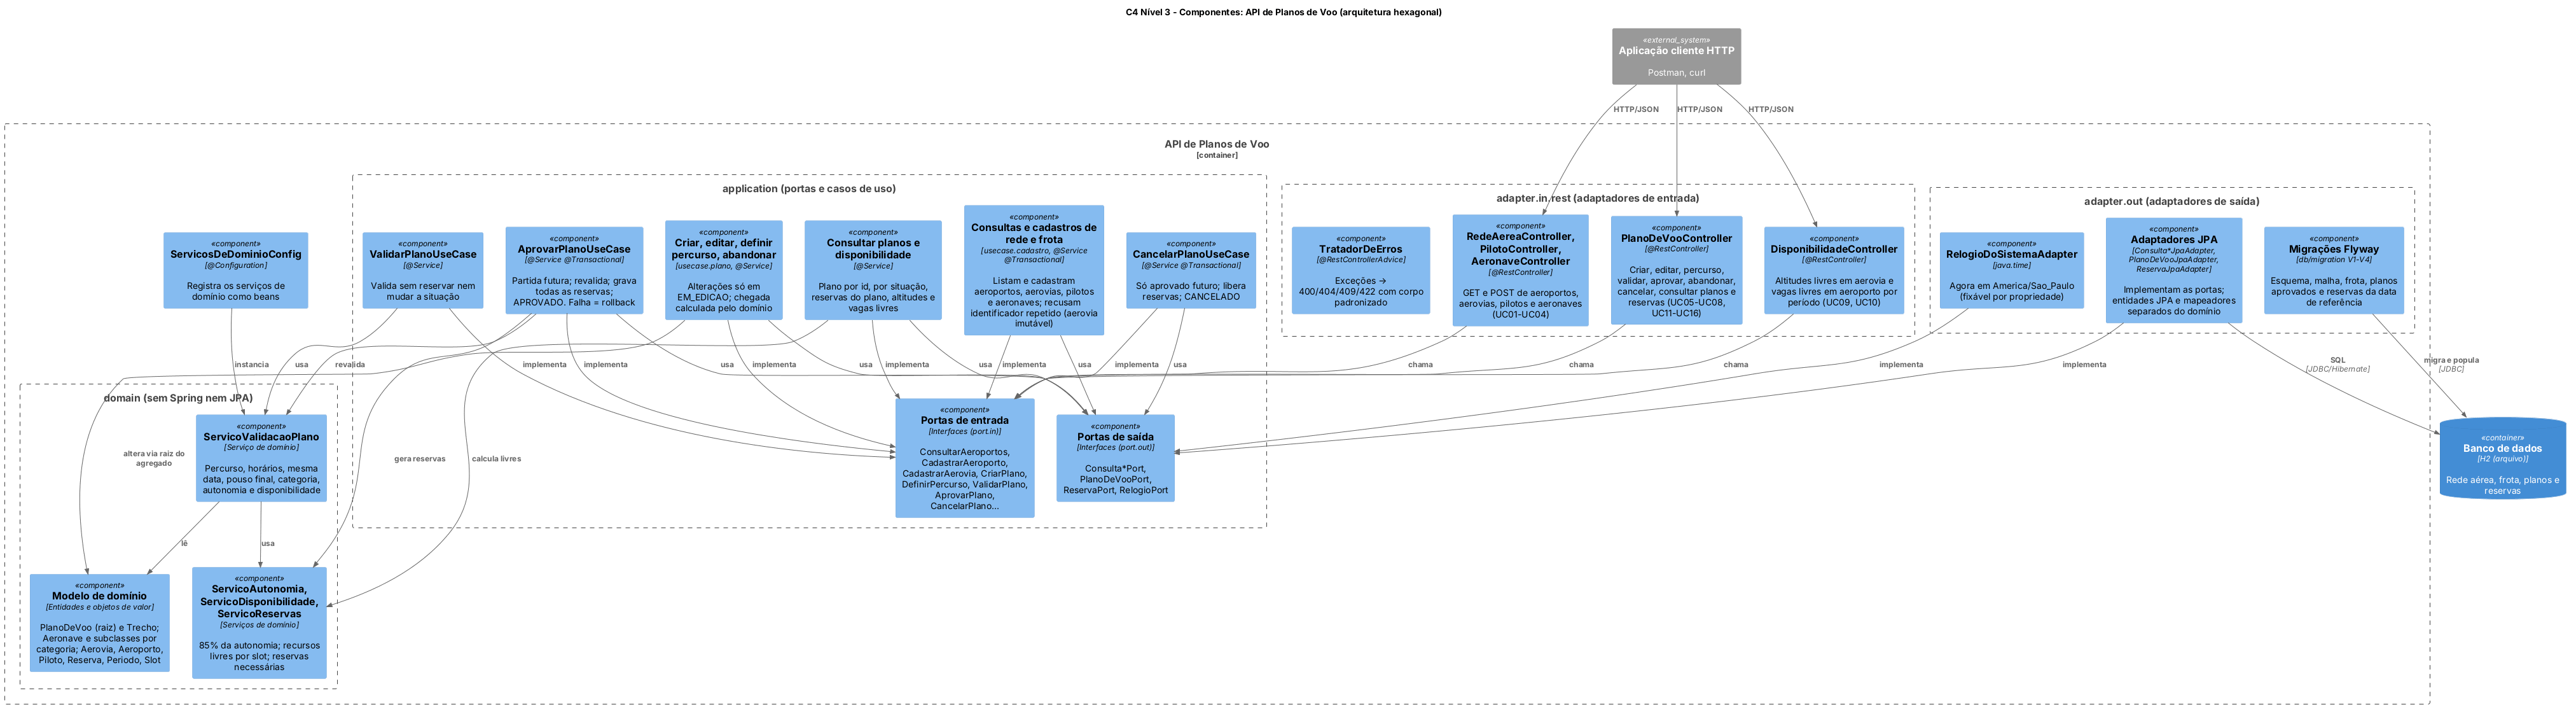 C4 Nível 3 - Componentes: API de Planos de Voo (arquitetura hexagonal)
«external_system»
Aplicação cliente HTTP
Postman, curl
HTTP/JSON
HTTP/JSON
HTTP/JSON
API de Planos de Voo
[container]
application (portas e casos de uso)
adapter.in.rest (adaptadores de entrada)
adapter.out (adaptadores de saída)
«component»
ServicosDeDominioConfig
[@Configuration]
Registra os serviços de
domínio como beans
«component»
ValidarPlanoUseCase
[@Service]
Valida sem reservar nem
mudar a situação
«component»
AprovarPlanoUseCase
[@Service @Transactional]
Partida futura; revalida; grava
todas as reservas;
APROVADO. Falha = rollback
«component»
Criar, editar, definir
percurso, abandonar
[usecase.plano, @Service]
Alterações só em
EM_EDICAO; chegada
calculada pelo domínio
«component»
Consultar planos e
disponibilidade
[@Service]
Plano por id, por situação,
reservas do plano, altitudes e
vagas livres
«component»
Consultas e cadastros de
rede e frota
[usecase.cadastro, @Service
@Transactional]
Listam e cadastram
aeroportos, aerovias, pilotos
e aeronaves; recusam
identificador repetido (aerovia
imutável)
«component»
CancelarPlanoUseCase
[@Service @Transactional]
Só aprovado futuro; libera
reservas; CANCELADO
«component»
TratadorDeErros
[@RestControllerAdvice]
Exceções →
400/404/409/422 com corpo
padronizado
«component»
RedeAereaController,
PilotoController,
AeronaveController
[@RestController]
GET e POST de aeroportos,
aerovias, pilotos e aeronaves
(UC01-UC04)
«component»
PlanoDeVooController
[@RestController]
Criar, editar, percurso,
validar, aprovar, abandonar,
cancelar, consultar planos e
reservas (UC05-UC08,
UC11-UC16)
«component»
DisponibilidadeController
[@RestController]
Altitudes livres em aerovia e
vagas livres em aeroporto por
período (UC09, UC10)
«component»
RelogioDoSistemaAdapter
[java.time]
Agora em America/Sao_Paulo
(fixável por propriedade)
«component»
Adaptadores JPA
[Consulta*JpaAdapter,
PlanoDeVooJpaAdapter,
ReservaJpaAdapter]
Implementam as portas;
entidades JPA e mapeadores
separados do domínio
«component»
Migrações Flyway
[db/migration V1-V4]
Esquema, malha, frota, planos
aprovados e reservas da data
de referência
instancia
usa
revalida
implementa
implementa
usa
implementa
usa
implementa
usa
implementa
usa
implementa
usa
chama
chama
chama
implementa
implementa
SQL
[JDBC/Hibernate]
migra e popula
[JDBC]
domain (sem Spring nem JPA)
«component»
ServicoValidacaoPlano
[Serviço de domínio]
Percurso, horários, mesma
data, pouso final, categoria,
autonomia e disponibilidade
altera via raiz do
agregado
gera reservas
calcula livres
«component»
Portas de entrada
[Interfaces (port.in)]
ConsultarAeroportos,
CadastrarAeroporto,
CadastrarAerovia, CriarPlano,
DefinirPercurso, ValidarPlano,
AprovarPlano,
CancelarPlano...
«component»
Portas de saída
[Interfaces (port.out)]
Consulta*Port,
PlanoDeVooPort,
ReservaPort, RelogioPort
«container»
Banco de dados
[H2 (arquivo)]
Rede aérea, frota, planos e
reservas
lê
usa
«component»
Modelo de domínio
[Entidades e objetos de valor]
PlanoDeVoo (raiz) e Trecho;
Aeronave e subclasses por
categoria; Aerovia, Aeroporto,
Piloto, Reserva, Periodo, Slot
«component»
ServicoAutonomia,
ServicoDisponibilidade,
ServicoReservas
[Serviços de domínio]
85% da autonomia; recursos
livres por slot; reservas
necessárias